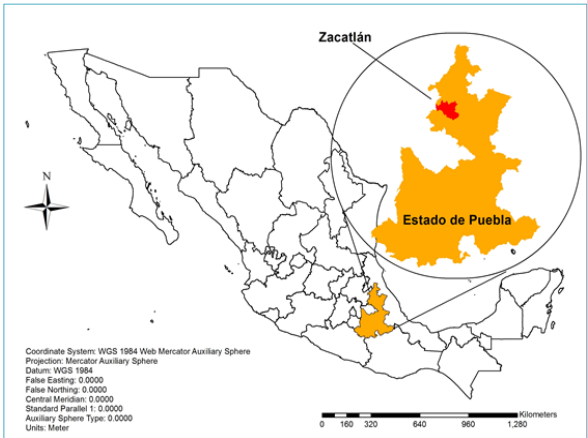 Zacatlán
Estado de Puebla
N
Coordinate System: WGS 1984 Web Mercator Auxiliary Sphere
Projection: Mercator Auxiliary Sphere
Datum: WGS 1984
False Easting: 0.0000
False Northing: 0.0000
Central Meridian: 0.0000
Standard Parallel 1: 0.0000
Auxiliary Sphere Type: 0.0000
Units: Meter
Kilometers
0 160 320 640 960 1,280